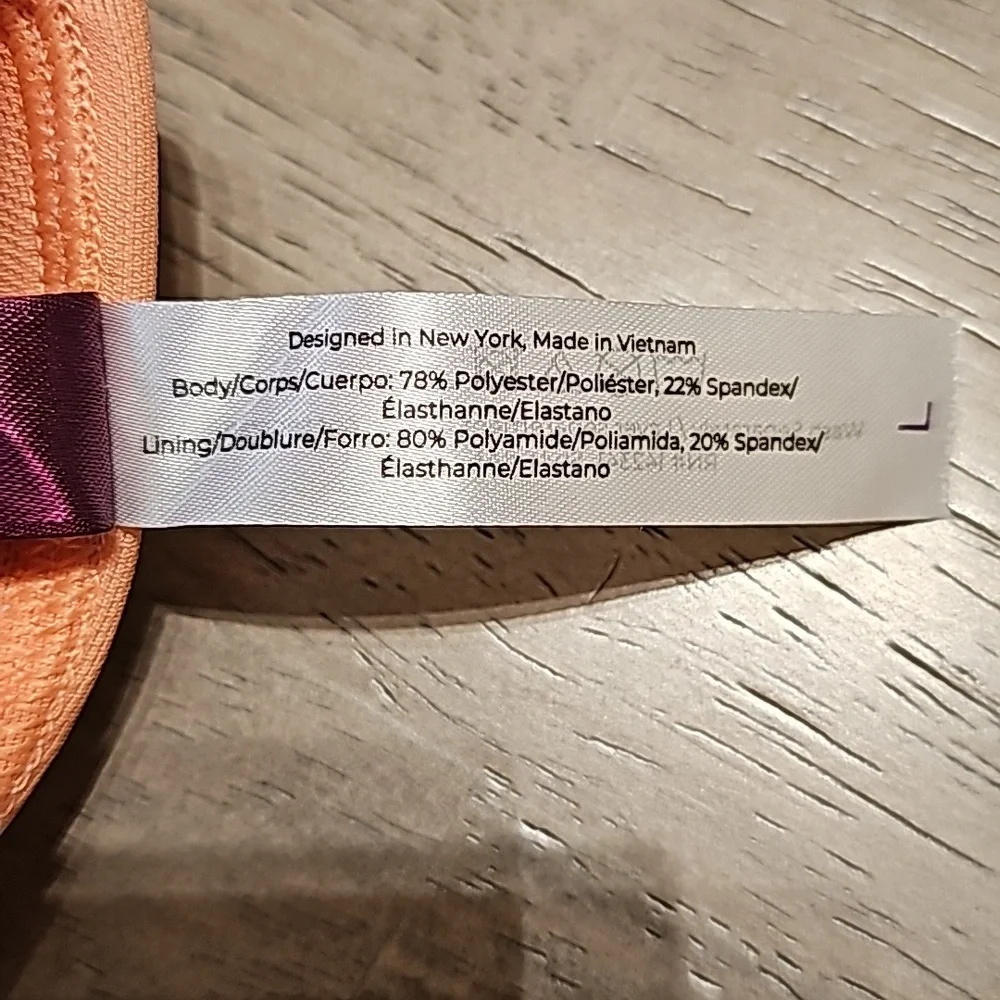 Designed in New York, Made in Vietnam
Body/Corps/Cuerpo: 78% Polyester/Poliéster, 22% Spandex/
Élasthanne/Elastano
Lining/Doublure/Forro: 80% Polyamide/Poliamida, 20% Spandex/
Élasthanne/Elastano
L